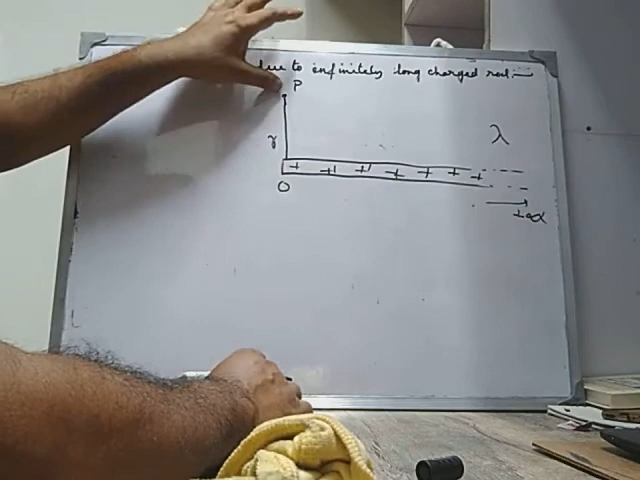 due to infinitely long charged rod:—
P
r
λ
+ + + + + + +
O
+∞